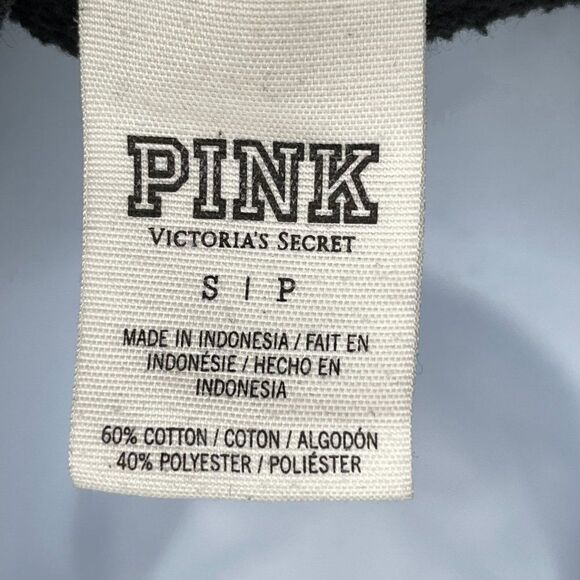 PINK
VICTORIA'S SECRET
S | P
MADE IN INDONESIA / FAIT EN
INDONÉSIE / HECHO EN
INDONESIA
60% COTTON / COTON / ALGODÓN
40% POLYESTER / POLIÉSTER